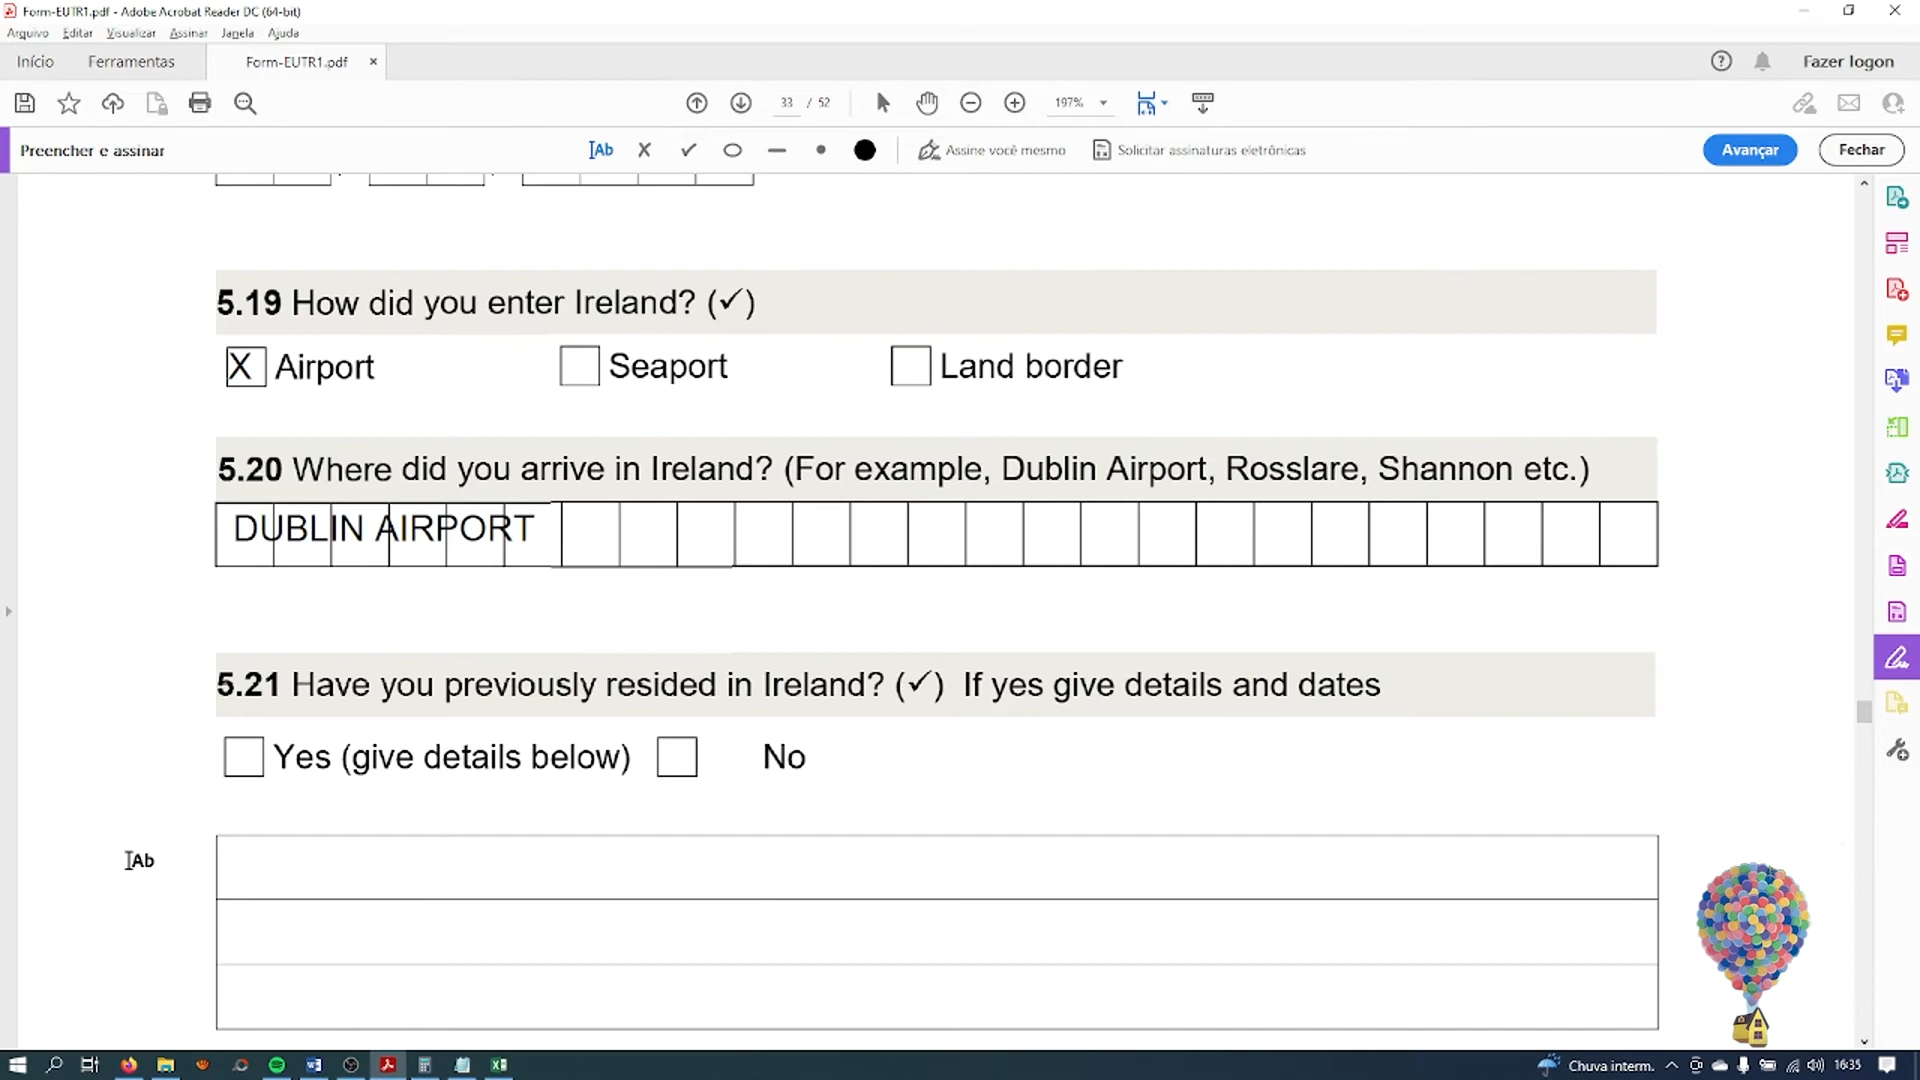 Form-EUTR1.pdf - Adobe Acrobat Reader DC (64-bit)
Arquivo Editar Visualizar Assinar Janela Ajuda
Início Ferramentas Form-EUTR1.pdf × Fazer logon
33 / 52 197%
Preencher e assinar Ab Assine você mesmo Solicitar assinaturas eletrônicas Avançar Fechar
5.19 How did you enter Ireland? (✓)
X Airport Seaport Land border
5.20 Where did you arrive in Ireland? (For example, Dublin Airport, Rosslare, Shannon etc.)
DUBLIN AIRPORT
5.21 Have you previously resided in Ireland? (✓) If yes give details and dates
Yes (give details below) No
Ab
Chuva interm. 16:35